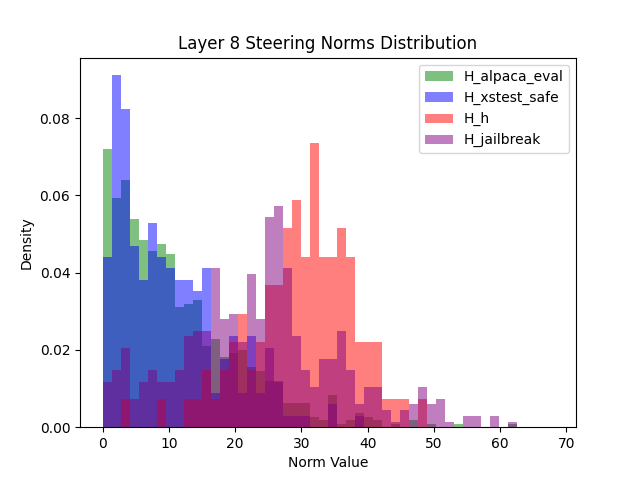 Layer 8 Steering Norms Distribution
H_alpaca_eval
H_xstest_safe
H_h
H_jailbreak
Density
0.08
0.06
0.04
0.02
0.00
0 10 20 30 40 50 60 70
Norm Value